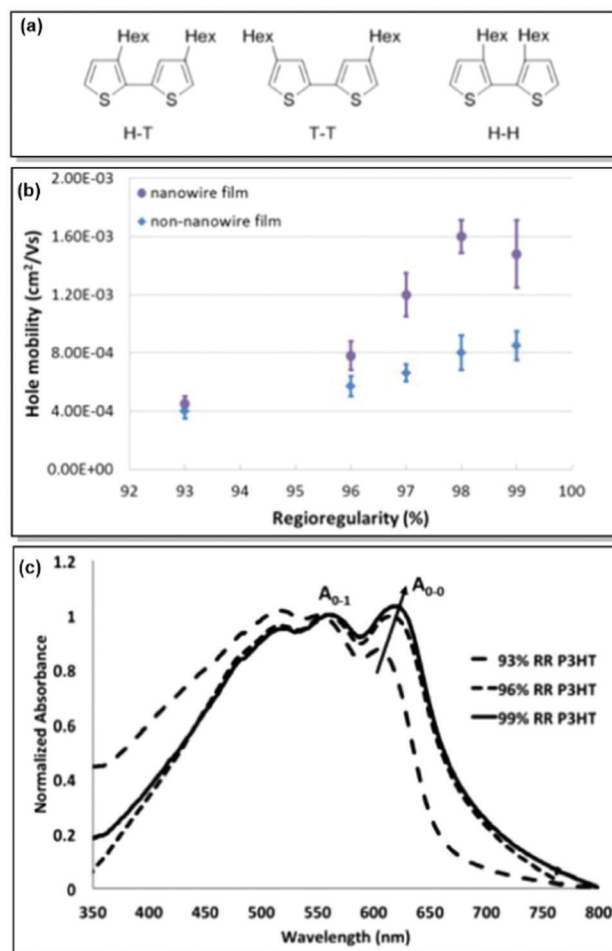 (a)
Hex Hex
S S
H-T
Hex Hex
S S
T-T
Hex Hex
S S
H-H
(b)
2.00E-03
1.60E-03
1.20E-03
8.00E-04
4.00E-04
0.00E+00
Hole mobility (cm²/Vs)
nanowire film
non-nanowire film
92 93 94 95 96 97 98 99 100
Regioregularity (%)
(c)
1.2
1
0.8
0.6
0.4
0.2
0
Normalized Absorbance
A0-1
A0-0
93% RR P3HT
96% RR P3HT
99% RR P3HT
350 400 450 500 550 600 650 700 750 800
Wavelength (nm)